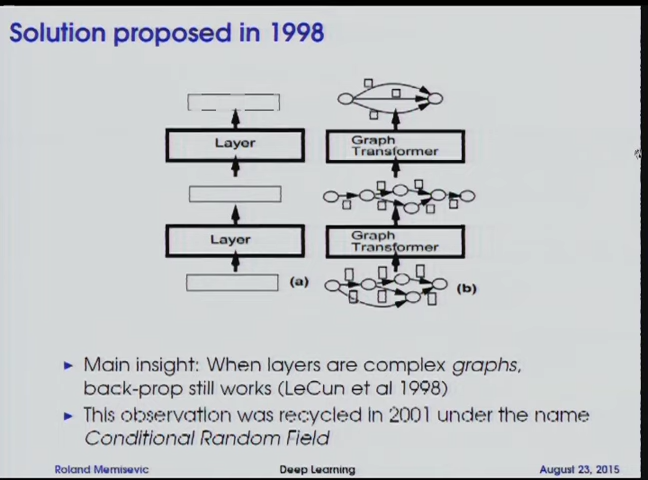 Solution proposed in 1998
Layer
Graph
Transformer
Layer
Graph
Transformer
(a)
(b)
► Main insight: When layers are complex graphs,
back-prop still works (LeCun et al 1998)
► This observation was recycled in 2001 under the name
Conditional Random Field
Roland Memisevic Deep Learning August 23, 2015